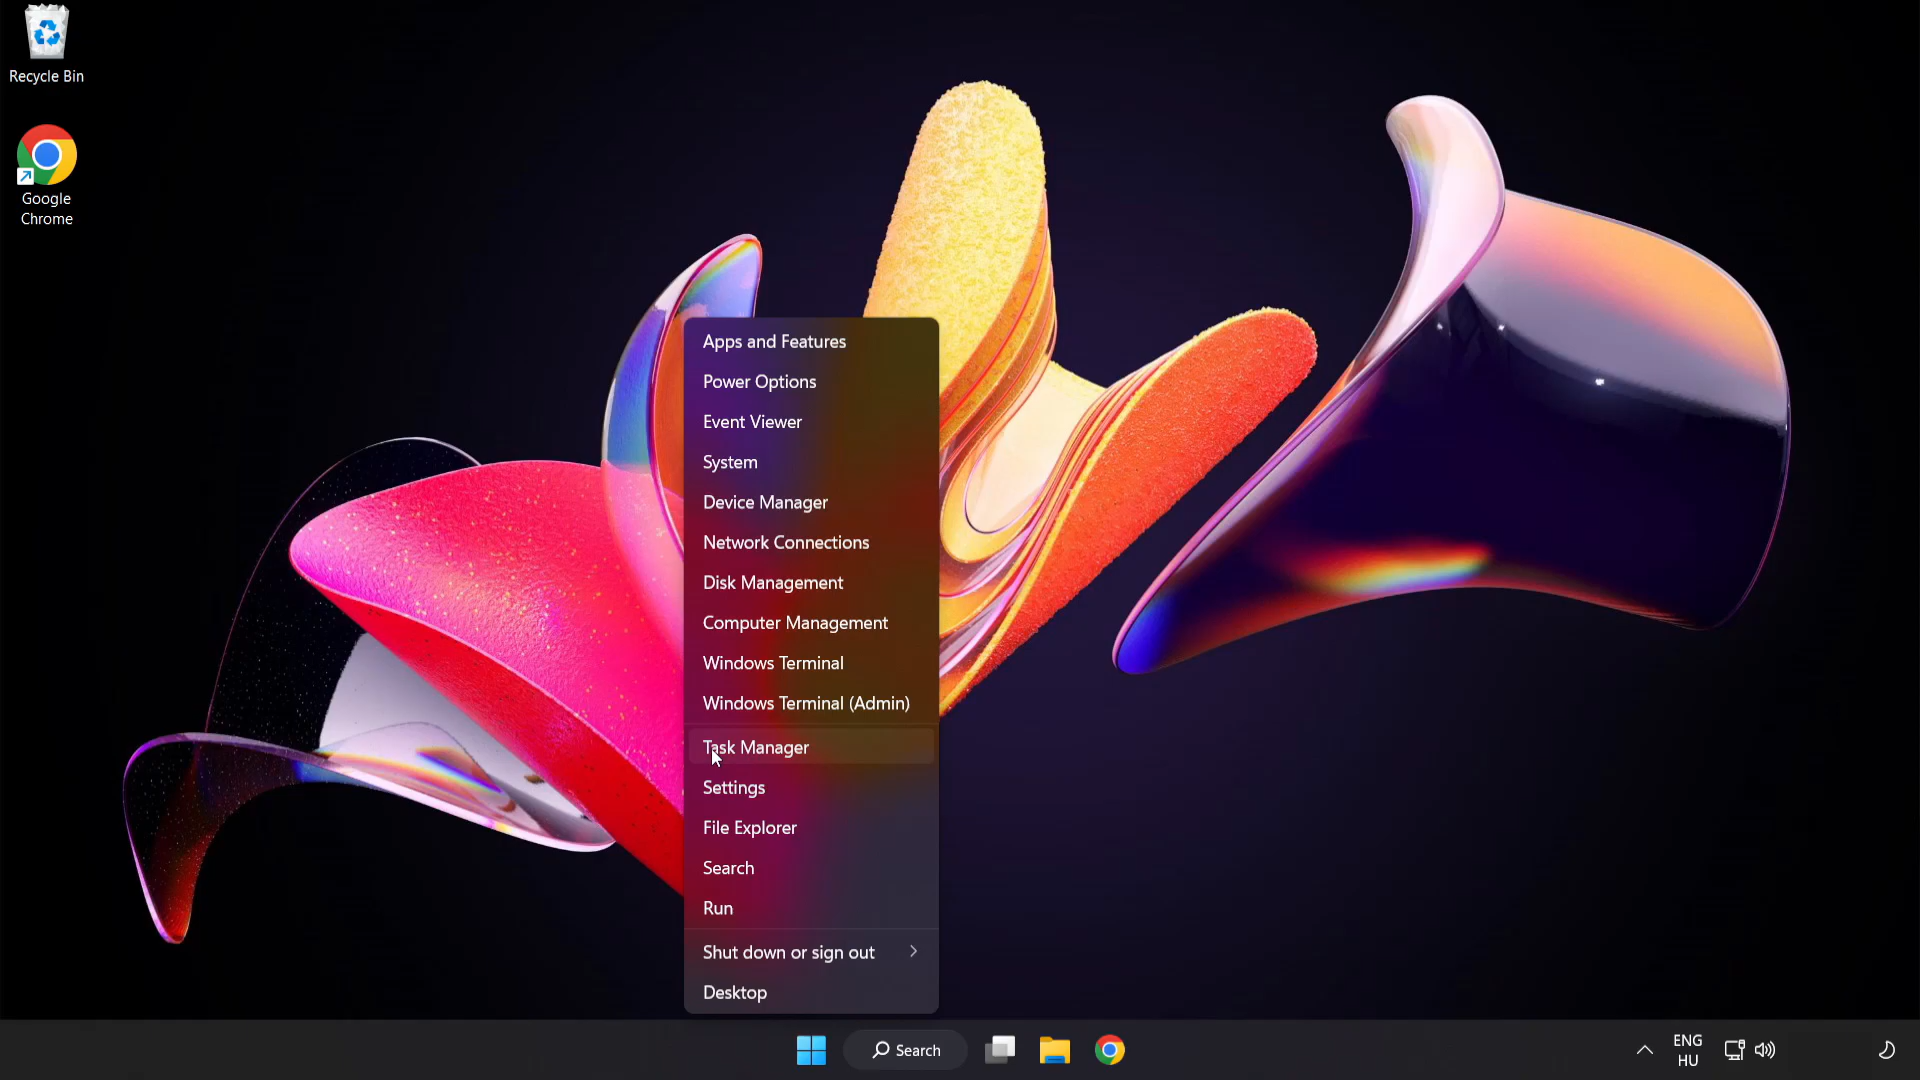 Recycle Bin
Google
Chrome
Apps and Features
Power Options
Event Viewer
System
Device Manager
Network Connections
Disk Management
Computer Management
Windows Terminal
Windows Terminal (Admin)
Task Manager
Settings
File Explorer
Search
Run
Shut down or sign out
Desktop
Search
ENG
HU